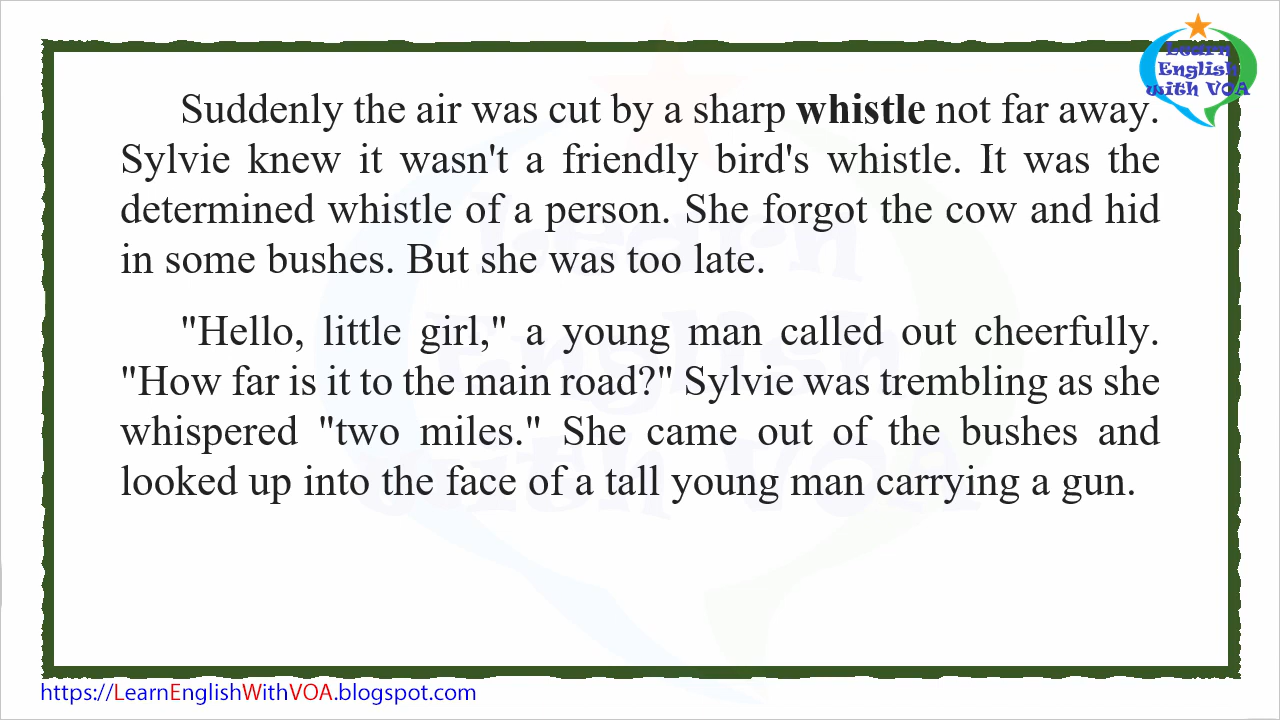 Learn
English
with VOA
Suddenly the air was cut by a sharp whistle not far away.
Sylvie knew it wasn't a friendly bird's whistle. It was the
determined whistle of a person. She forgot the cow and hid
in some bushes. But she was too late.
"Hello, little girl," a young man called out cheerfully.
"How far is it to the main road?" Sylvie was trembling as she
whispered "two miles." She came out of the bushes and
looked up into the face of a tall young man carrying a gun.
Learn
English
with VOA
https://LearnEnglishWithVOA.blogspot.com